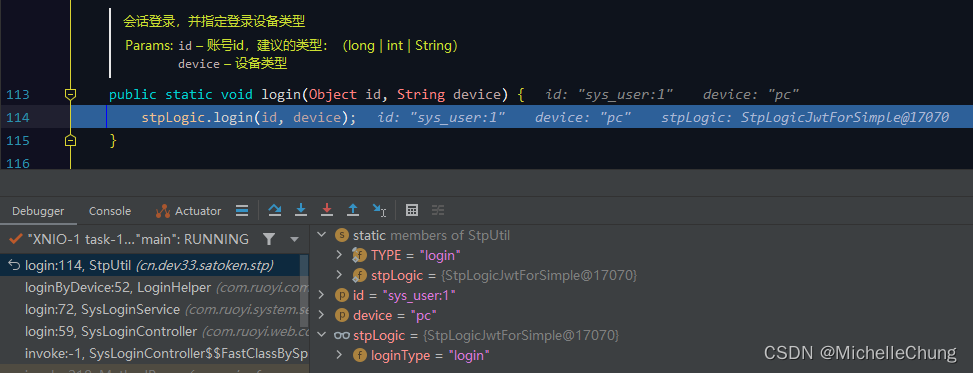 会话登录，并指定登录设备类型
Params: id – 账号id，建议的类型：（long | int | String）
device – 设备类型
113 public static void login(Object id, String device) { id: "sys_user:1" device: "pc"
114 stpLogic.login(id, device); id: "sys_user:1" device: "pc" stpLogic: StpLogicJwtForSimple@17070
115 }
116
Debugger Console Actuator
"XNIO-1 task-1..."main": RUNNING
login:114, StpUtil (cn.dev33.satoken.stp)
loginByDevice:52, LoginHelper (com.ruoyi.com
login:72, SysLoginService (com.ruoyi.system.se
login:59, SysLoginController (com.ruoyi.web.co
invoke:-1, SysLoginController$$FastClassBySp
static members of StpUtil
TYPE = "login"
stpLogic = {StpLogicJwtForSimple@17070}
id = "sys_user:1"
device = "pc"
stpLogic = {StpLogicJwtForSimple@17070}
loginType = "login"
CSDN @MichelleChung